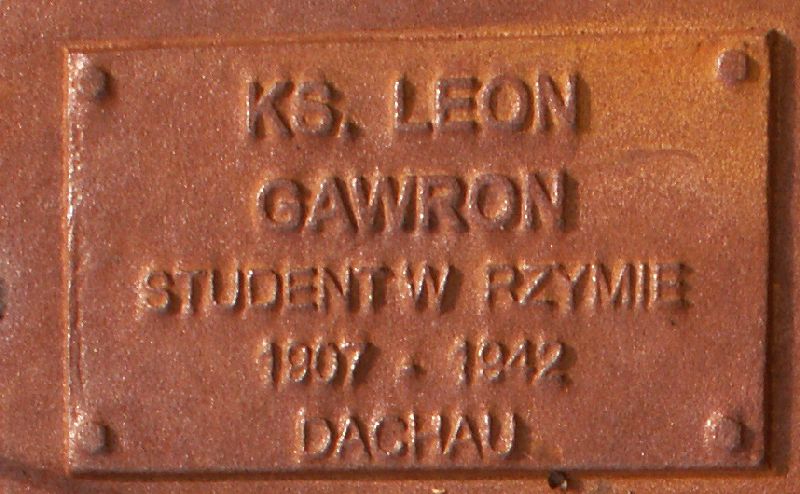 KS. LEON
GAWRON
STUDENT W RZYMIE
1907 - 1942
DACHAU